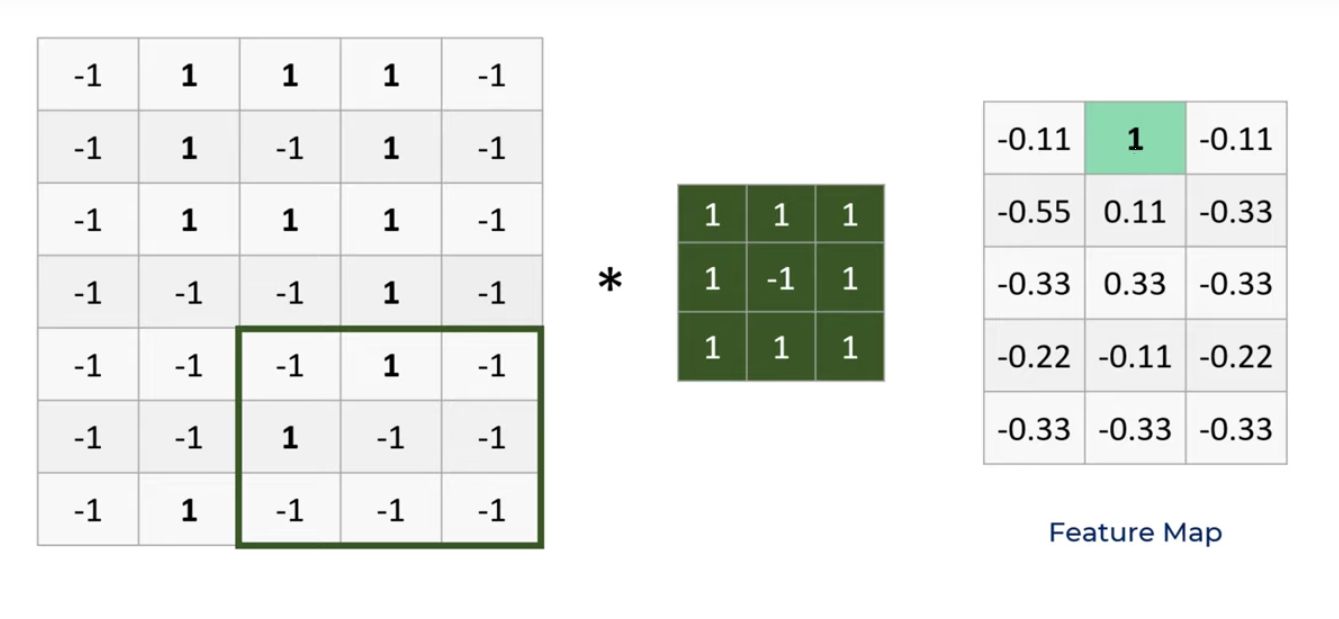 -1 1 1 1 -1
-1 1 -1 1 -1
-1 1 1 1 -1
-1 -1 -1 1 -1
-1 -1 -1 1 -1
-1 -1 1 -1 -1
-1 1 -1 -1 -1
*
1 1 1
1 -1 1
1 1 1
-0.11 1 -0.11
-0.55 0.11 -0.33
-0.33 0.33 -0.33
-0.22 -0.11 -0.22
-0.33 -0.33 -0.33
Feature Map